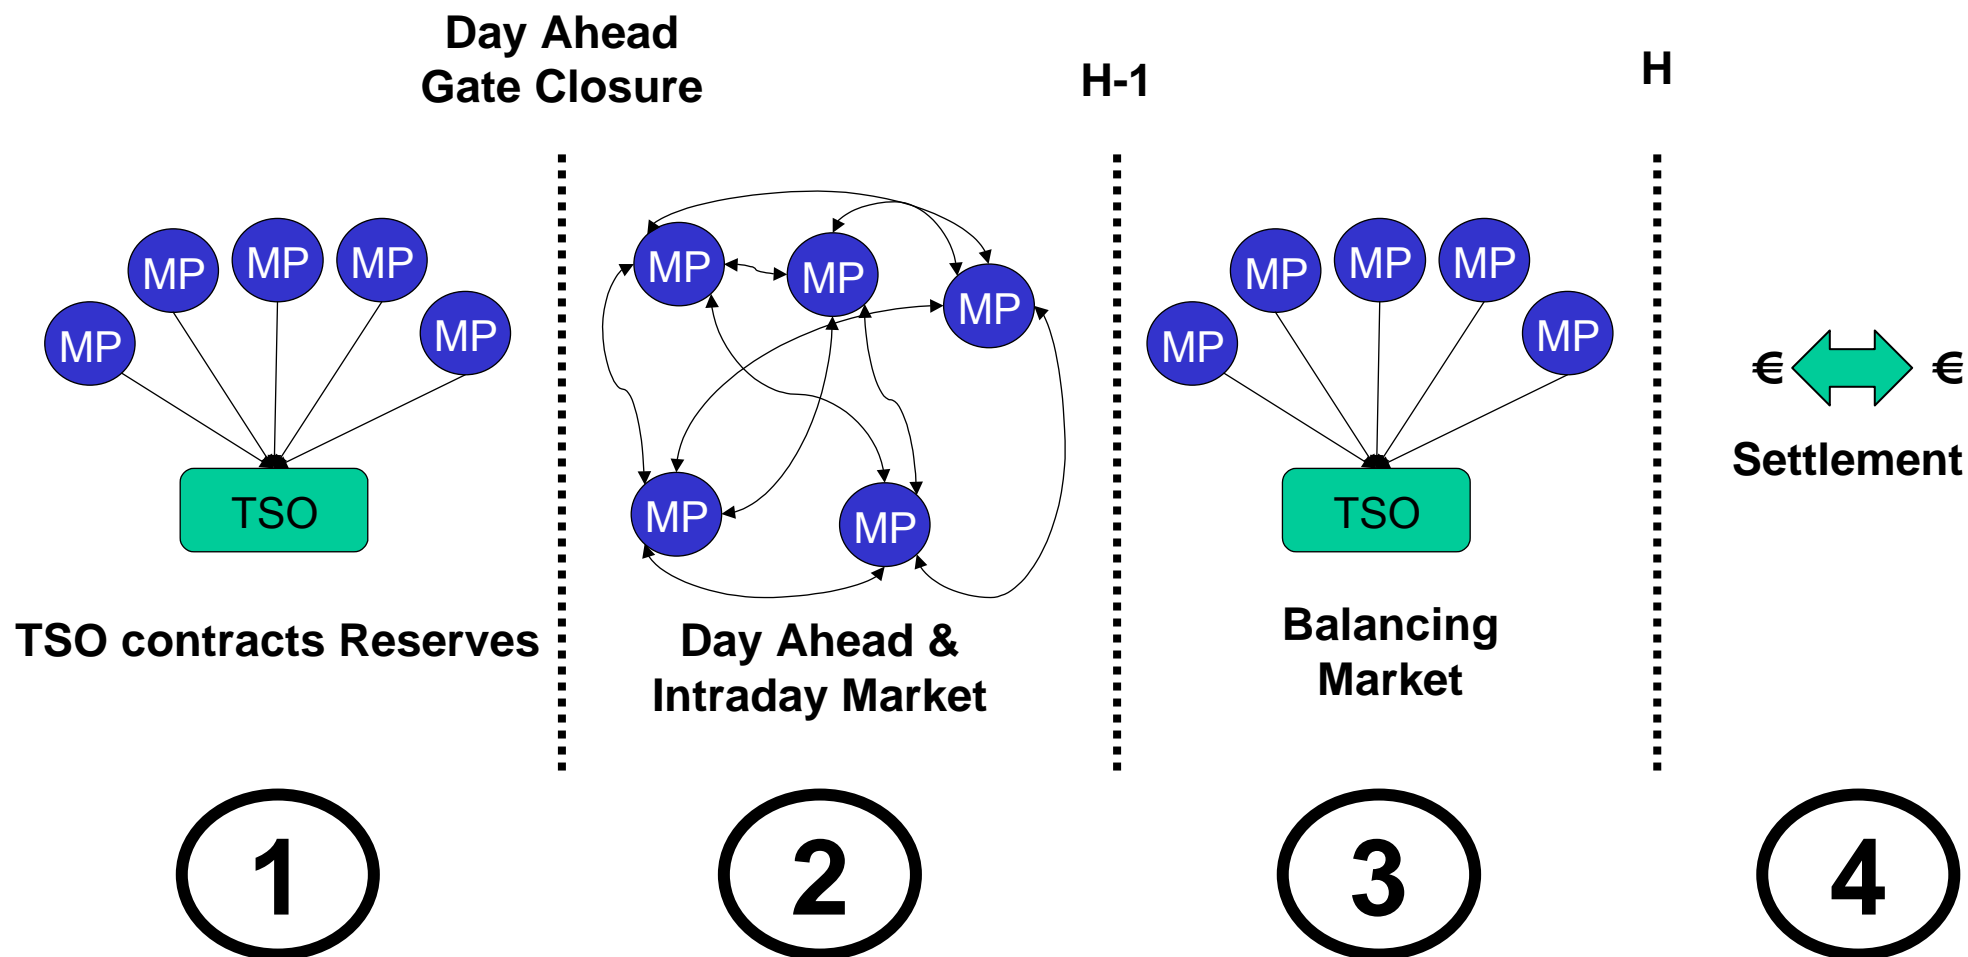 Day Ahead
Gate Closure
H-1
H
MP
MP
MP
MP
MP
TSO
TSO contracts Reserves
MP
MP
MP
MP
MP
Day Ahead &
Intraday Market
MP
MP
MP
MP
MP
TSO
Balancing
Market
€ €
Settlement
1
2
3
4